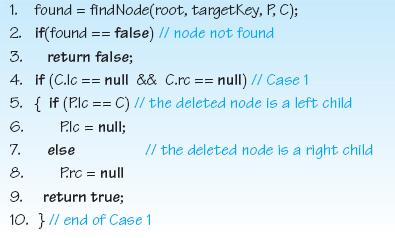 1. found = findNode(root, targetKey, P, C);
2. if(found == false) // node not found
3. return false;
4. if (C.lc == null && C.rc == null) // Case 1
5. { if (P.lc == C) // the deleted node is a left child
6. P.lc = null;
7. else // the deleted node is a right child
8. P.rc = null
9. return true;
10. } // end of Case 1